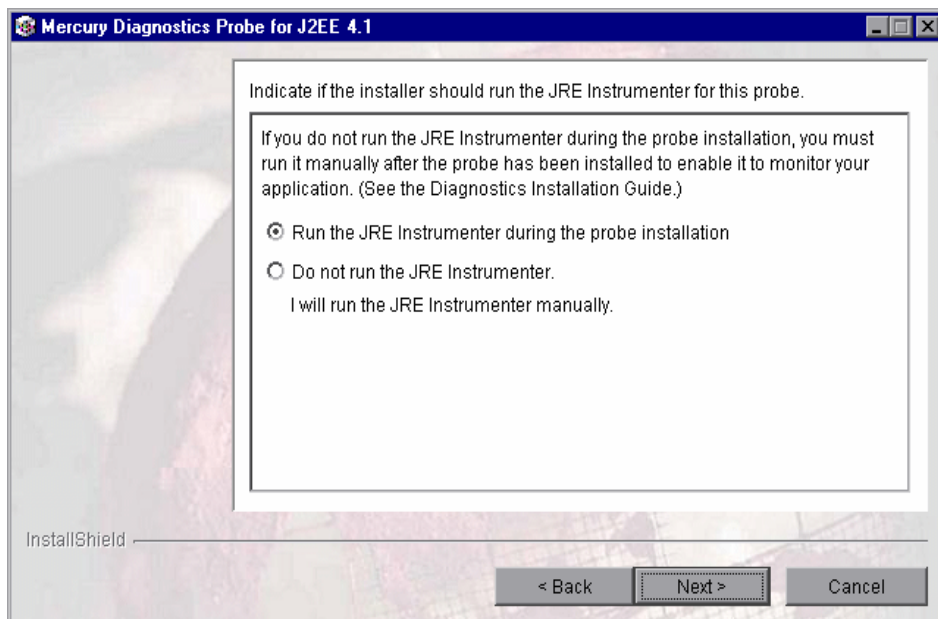 Mercury Diagnostics Probe for J2EE 4.1
Indicate if the installer should run the JRE Instrumenter for this probe.
If you do not run the JRE Instrumenter during the probe installation, you must
run it manually after the probe has been installed to enable it to monitor your
application. (See the Diagnostics Installation Guide.)
Run the JRE Instrumenter during the probe installation
Do not run the JRE Instrumenter.
I will run the JRE Instrumenter manually.
InstallShield
< Back
Next >
Cancel